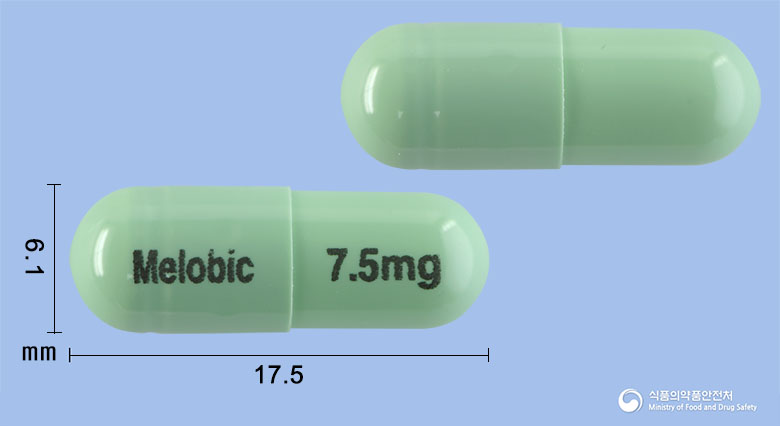 Melobic 7.5mg
6.1
mm
17.5
식품의약품안전처
Ministry of Food and Drug Safety